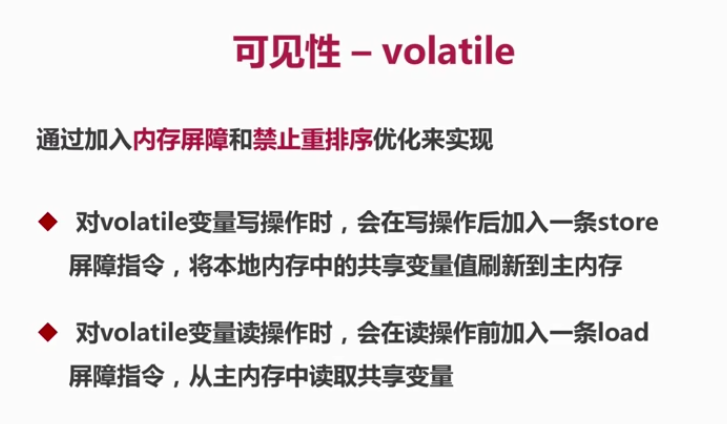 可见性 – volatile
通过加入内存屏障和禁止重排序优化来实现
对volatile变量写操作时，会在写操作后加入一条store
屏障指令，将本地内存中的共享变量值刷新到主内存
对volatile变量读操作时，会在读操作前加入一条load
屏障指令，从主内存中读取共享变量